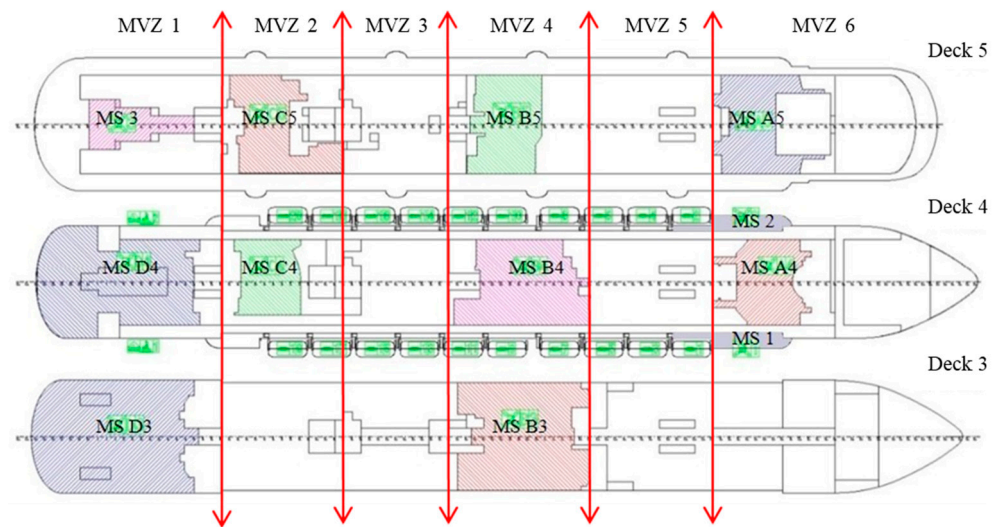 MVZ 1 MVZ 2 MVZ 3 MVZ 4 MVZ 5 MVZ 6
Deck 5
MS 3 MS C5 MS B5 MS A5
Deck 4
MS 2
MS D4 MS C4 MS B4 MS A4
MS 1
Deck 3
MS D3 MS B3